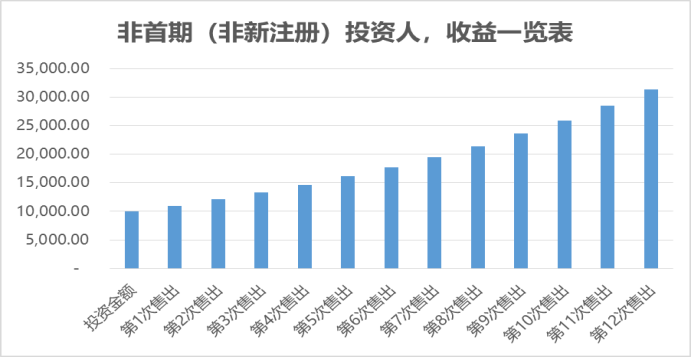 非首期（非新注册）投资人，收益一览表
35,000.00
30,000.00
25,000.00
20,000.00
15,000.00
10,000.00
5,000.00
-
投资金额
第1次售出
第2次售出
第3次售出
第4次售出
第5次售出
第6次售出
第7次售出
第8次售出
第9次售出
第10次售出
第11次售出
第12次售出